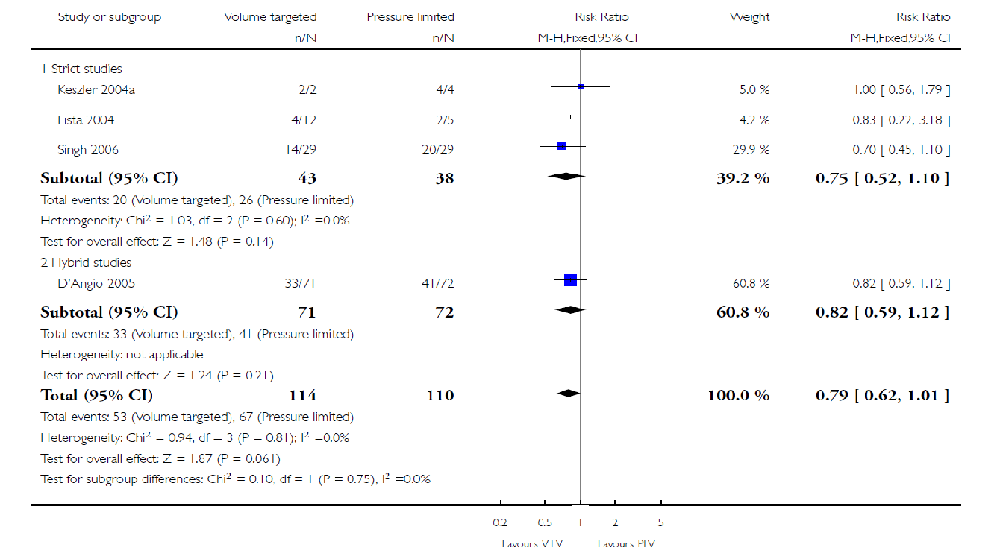 Study or subgroup Volume targeted Pressure limited Risk Ratio Weight Risk Ratio
n/N n/N M-H,Fixed,95% CI M-H,Fixed,95% CI
1 Strict studies
Keszler 2004a 2/2 4/4 5.0 % 1.00 [ 0.56, 1.79 ]
Lista 2004 4/12 2/5 4.2 % 0.83 [ 0.22, 3.18 ]
Singh 2006 14/29 20/29 29.9 % 0.70 [ 0.45, 1.10 ]
Subtotal (95% CI) 43 38 39.2 % 0.75 [ 0.52, 1.10 ]
Total events: 20 (Volume targeted), 26 (Pressure limited)
Heterogeneity: Chi² = 1.03, df = 2 (P = 0.60); I² =0.0%
Test for overall effect: Z = 1.48 (P = 0.14)
2 Hybrid studies
D'Angio 2005 33/71 41/72 60.8 % 0.82 [ 0.59, 1.12 ]
Subtotal (95% CI) 71 72 60.8 % 0.82 [ 0.59, 1.12 ]
Total events: 33 (Volume targeted), 41 (Pressure limited)
Heterogeneity: not applicable
Test for overall effect: Z = 1.24 (P = 0.21)
Total (95% CI) 114 110 100.0 % 0.79 [ 0.62, 1.01 ]
Total events: 53 (Volume targeted), 67 (Pressure limited)
Heterogeneity: Chi² = 0.94, df = 3 (P = 0.81); I² =0.0%
Test for overall effect: Z = 1.87 (P = 0.061)
Test for subgroup differences: Chi² = 0.10, df = 1 (P = 0.75), I² =0.0%
0.2 0.5 1 2 5
Favours VTV Favours PLV